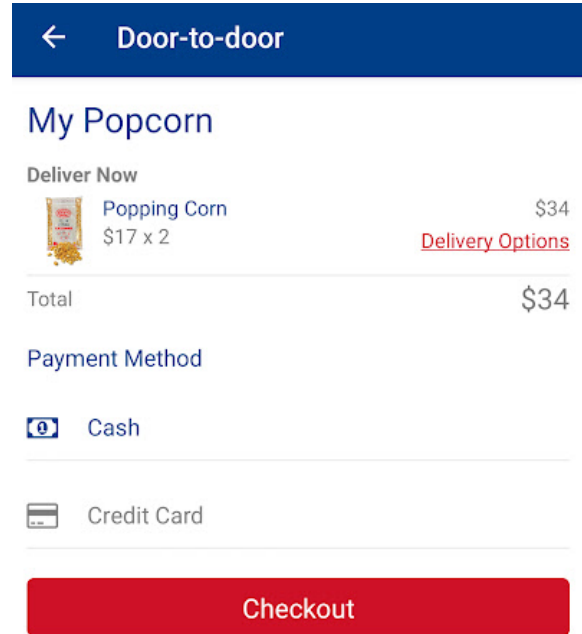 Door-to-door
My Popcorn
Deliver Now
Popping Corn $34
$17 x 2 Delivery Options
Total $34
Payment Method
Cash
Credit Card
Checkout